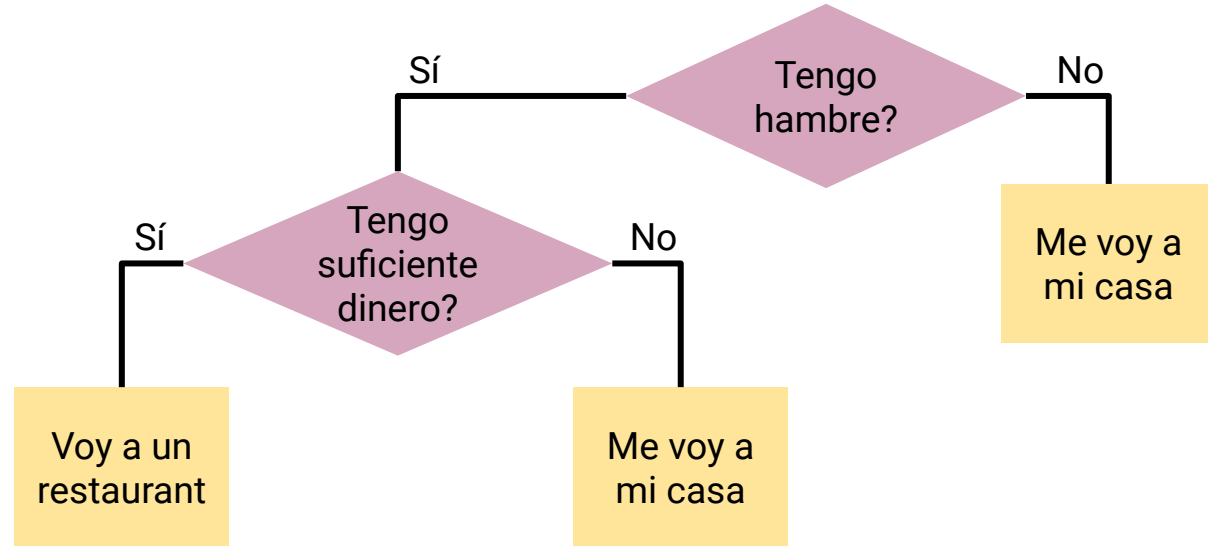 Sí
Tengo
hambre?
No
Sí
Tengo
suficiente
dinero?
No
Me voy a
mi casa
Voy a un
restaurant
Me voy a
mi casa